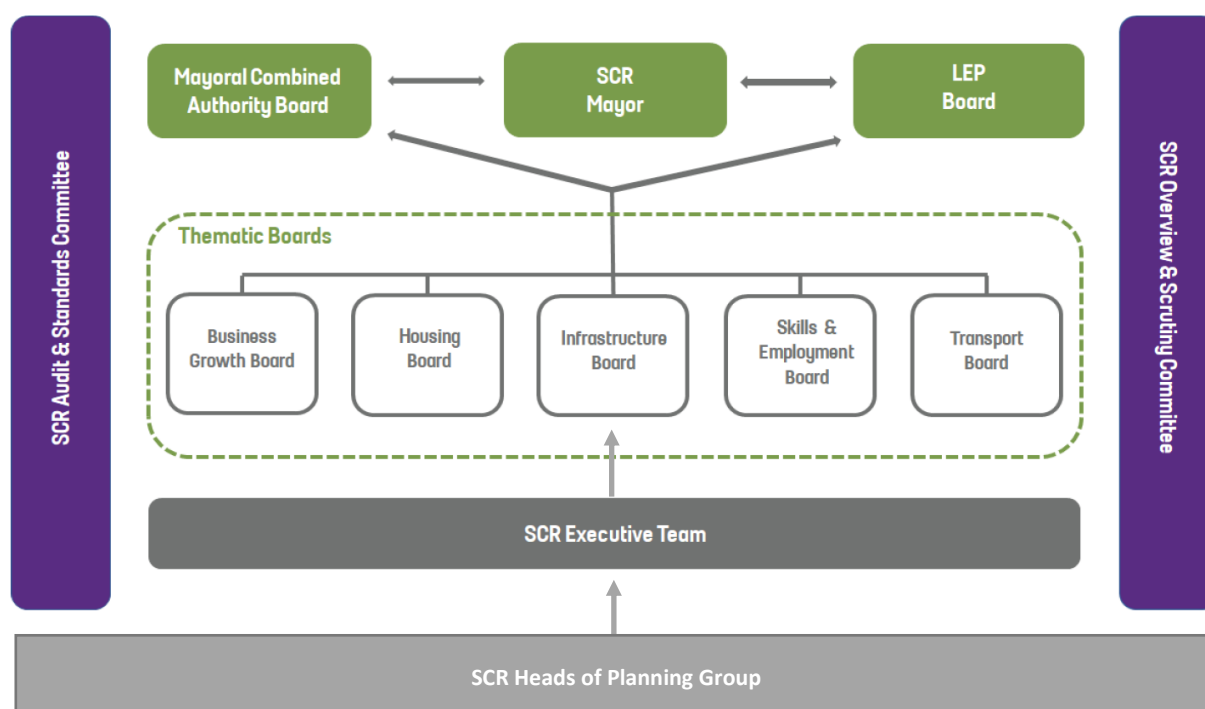 SCR Audit & Standards Committee
Mayoral Combined
Authority Board
SCR
Mayor
LEP
Board
SCR Overview & Scrutiny Committee
Thematic Boards
Business
Growth Board
Housing
Board
Infrastructure
Board
Skills &
Employment
Board
Transport
Board
SCR Executive Team
SCR Heads of Planning Group